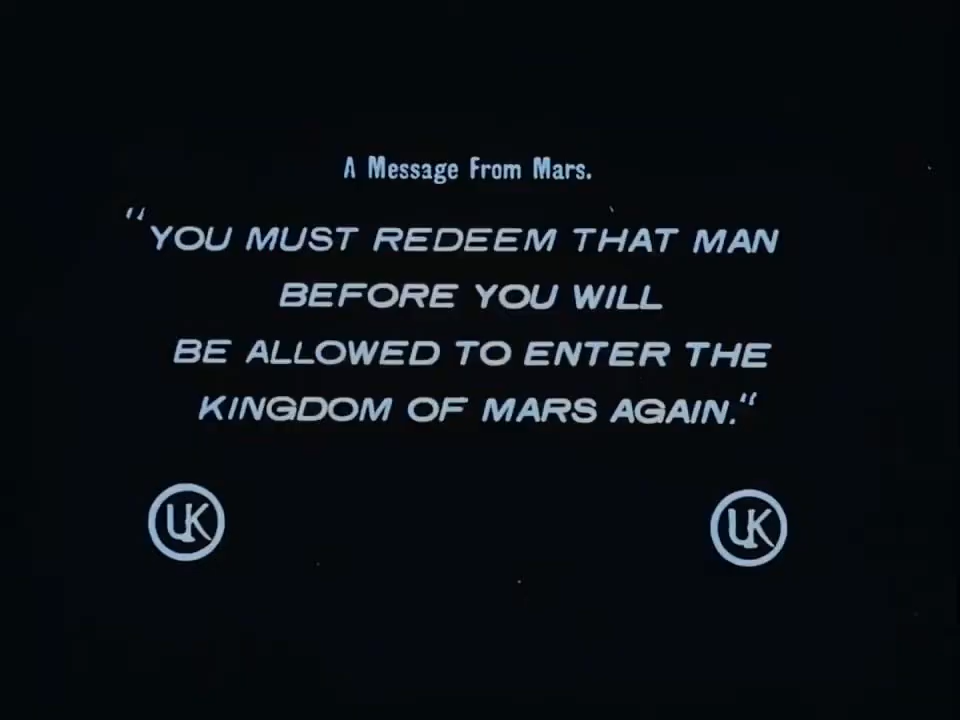 A Message From Mars.
"YOU MUST REDEEM THAT MAN
BEFORE YOU WILL
BE ALLOWED TO ENTER THE
KINGDOM OF MARS AGAIN."
UK UK